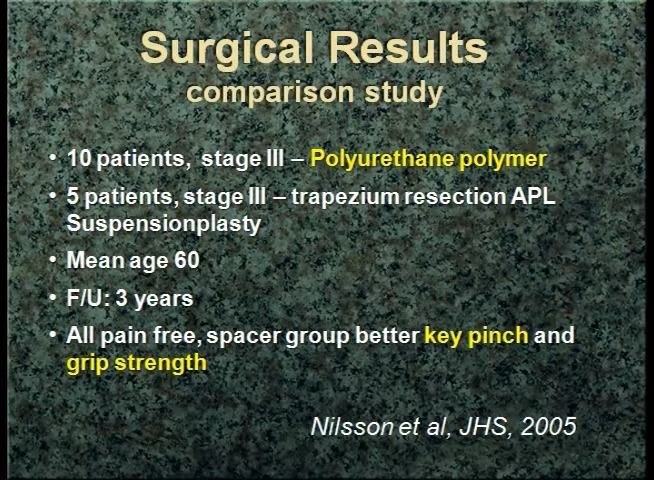 Surgical Results
comparison study
• 10 patients, stage III – Polyurethane polymer
• 5 patients, stage III – trapezium resection APL
Suspensionplasty
• Mean age 60
• F/U: 3 years
• All pain free, spacer group better key pinch and
grip strength
Nilsson et al, JHS, 2005